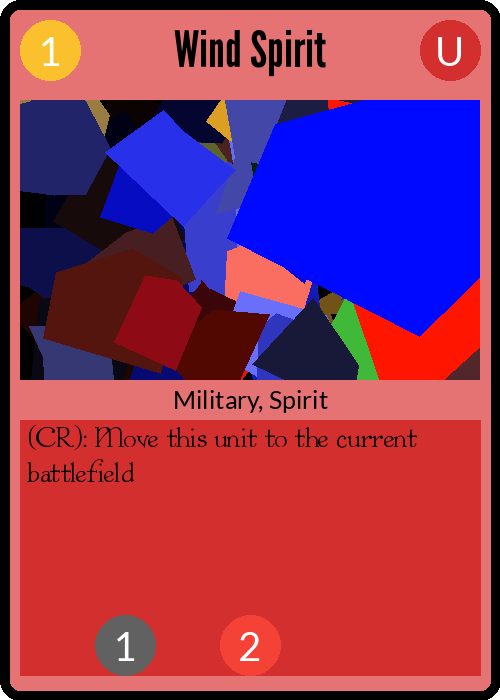 1 Wind Spirit U
Military, Spirit
(CR): Move this unit to the current
battlefield
1 2